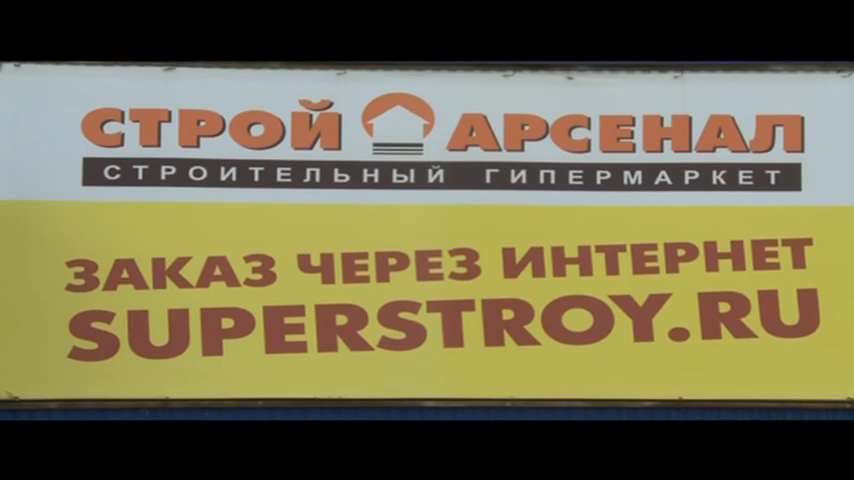 СТРОЙ АРСЕНАЛ
СТРОИТЕЛЬНЫЙ ГИПЕРМАРКЕТ
ЗАКАЗ ЧЕРЕЗ ИНТЕРНЕТ
SUPERSTROY.RU